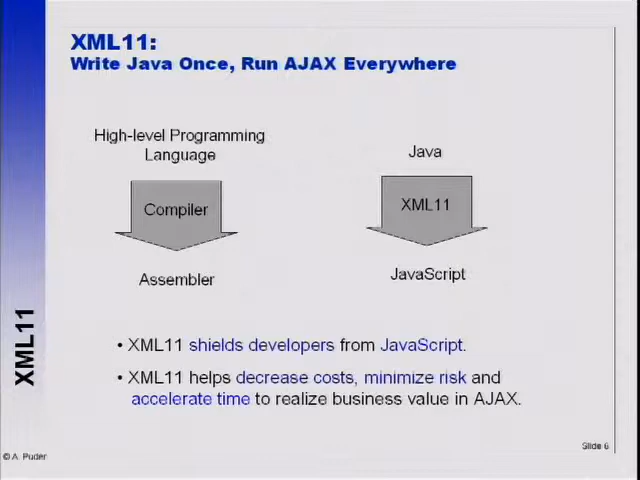 XML11:
Write Java Once, Run AJAX Everywhere
High-level Programming
Language
Compiler
Assembler
Java
XML11
JavaScript
• XML11 shields developers from JavaScript.
• XML11 helps decrease costs, minimize risk and
accelerate time to realize business value in AJAX.
XML11
© A. Puder
Slide 6